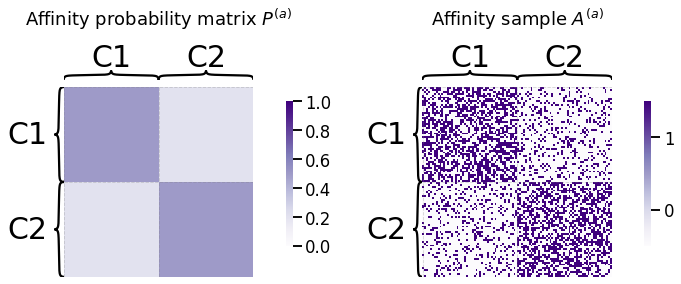 Affinity probability matrix P^(a)
C1 C2
C1
C2
1.0
0.8
0.6
0.4
0.2
0.0
Affinity sample A^(a)
C1 C2
C1
C2
1
0